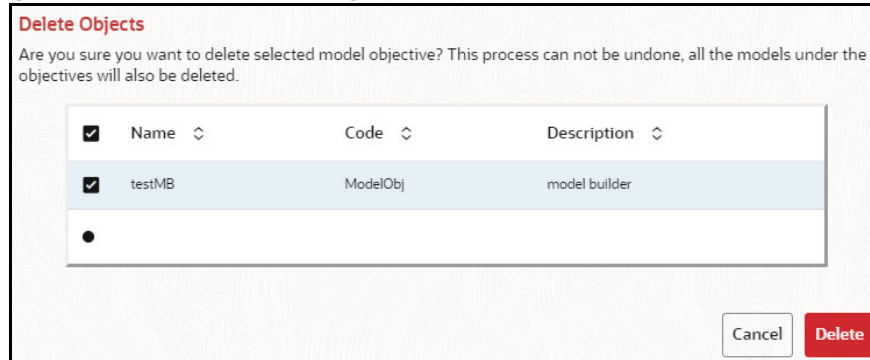 Delete Objects
Are you sure you want to delete selected model objective? This process can not be undone, all the models under the
objectives will also be deleted.
Name Code Description
testMB ModelObj model builder
Cancel Delete